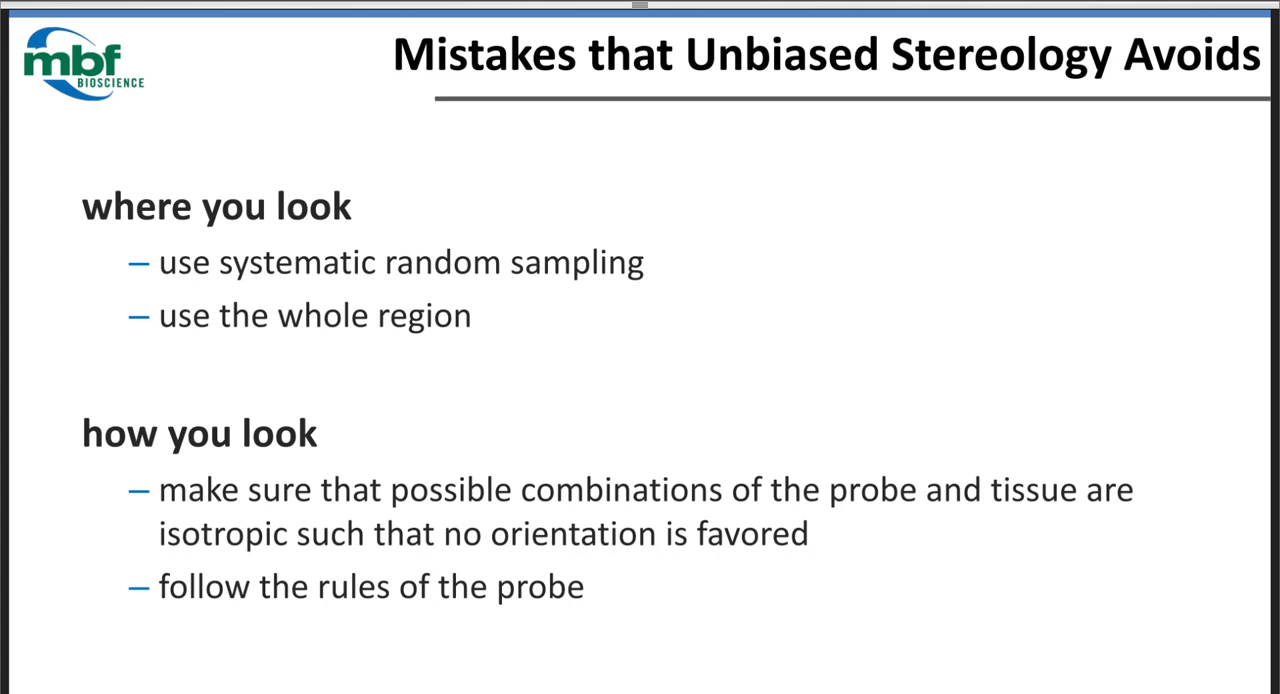 mbf
BIOSCIENCE
Mistakes that Unbiased Stereology Avoids
where you look
– use systematic random sampling
– use the whole region
how you look
– make sure that possible combinations of the probe and tissue are
isotropic such that no orientation is favored
– follow the rules of the probe